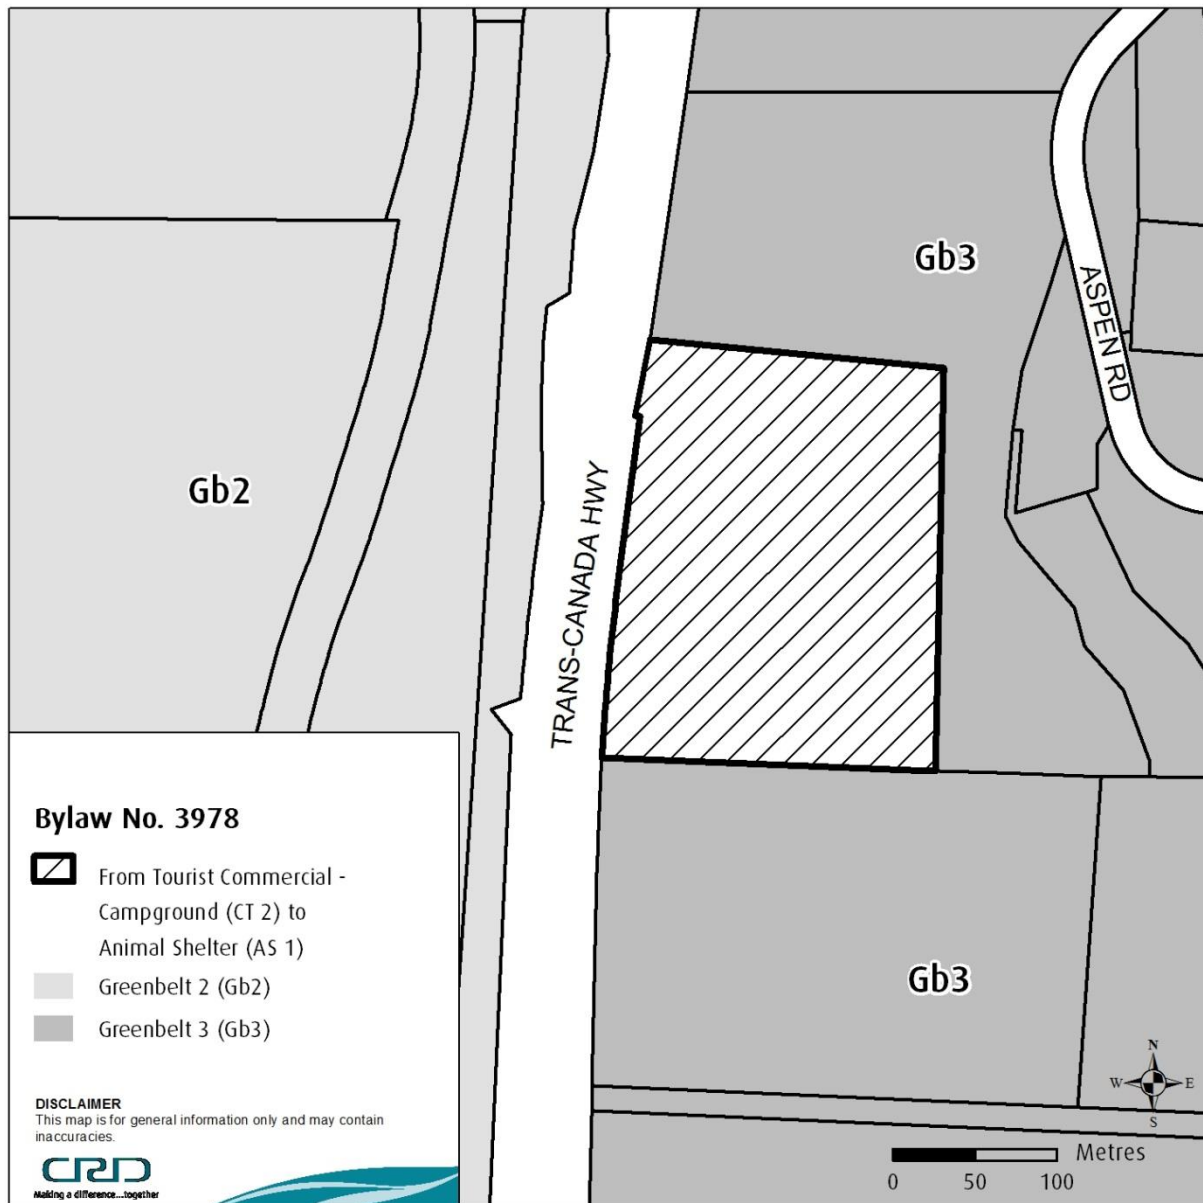 Gb3
ASPEN RD
Gb2
TRANS-CANADA HWY
Gb3
Bylaw No. 3978
From Tourist Commercial -
Campground (CT 2) to
Animal Shelter (AS 1)
Greenbelt 2 (Gb2)
Greenbelt 3 (Gb3)
DISCLAIMER
This map is for general information only and may contain
inaccuracies.
CRD
Making a difference...together
N
W E
S
Metres
0 50 100